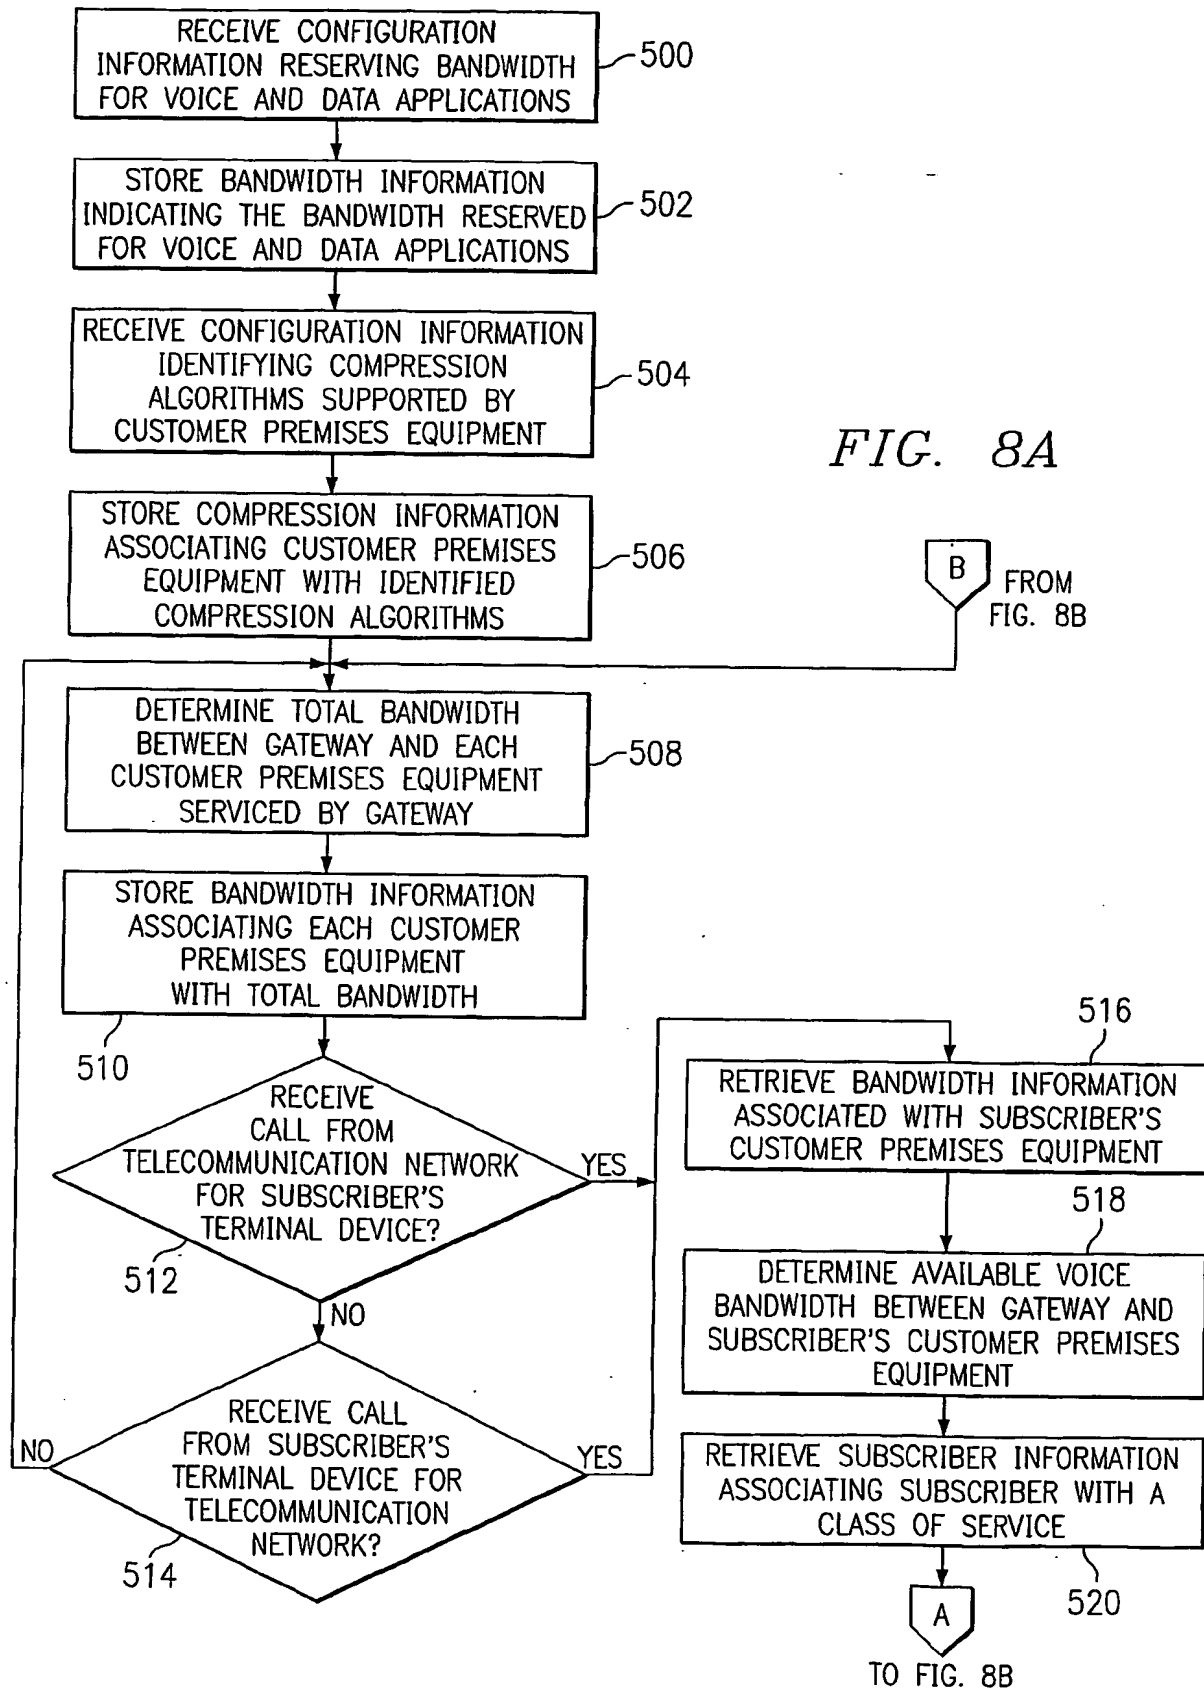 RECEIVE CONFIGURATION
INFORMATION RESERVING BANDWIDTH
FOR VOICE AND DATA APPLICATIONS
500
STORE BANDWIDTH INFORMATION
INDICATING THE BANDWIDTH RESERVED
FOR VOICE AND DATA APPLICATIONS
502
RECEIVE CONFIGURATION INFORMATION
IDENTIFYING COMPRESSION
ALGORITHMS SUPPORTED BY
CUSTOMER PREMISES EQUIPMENT
504
FIG. 8A
STORE COMPRESSION INFORMATION
ASSOCIATING CUSTOMER PREMISES
EQUIPMENT WITH IDENTIFIED
COMPRESSION ALGORITHMS
506
B
FROM
FIG. 8B
DETERMINE TOTAL BANDWIDTH
BETWEEN GATEWAY AND EACH
CUSTOMER PREMISES EQUIPMENT
SERVICED BY GATEWAY
508
STORE BANDWIDTH INFORMATION
ASSOCIATING EACH CUSTOMER
PREMISES EQUIPMENT
WITH TOTAL BANDWIDTH
510
RECEIVE
CALL FROM
TELECOMMUNICATION NETWORK
FOR SUBSCRIBER'S
TERMINAL DEVICE?
YES
512
NO
RECEIVE CALL
FROM SUBSCRIBER'S
TERMINAL DEVICE FOR
TELECOMMUNICATION
NETWORK?
NO
YES
514
516
RETRIEVE BANDWIDTH INFORMATION
ASSOCIATED WITH SUBSCRIBER'S
CUSTOMER PREMISES EQUIPMENT
518
DETERMINE AVAILABLE VOICE
BANDWIDTH BETWEEN GATEWAY AND
SUBSCRIBER'S CUSTOMER PREMISES
EQUIPMENT
RETRIEVE SUBSCRIBER INFORMATION
ASSOCIATING SUBSCRIBER WITH A
CLASS OF SERVICE
520
A
TO FIG. 8B